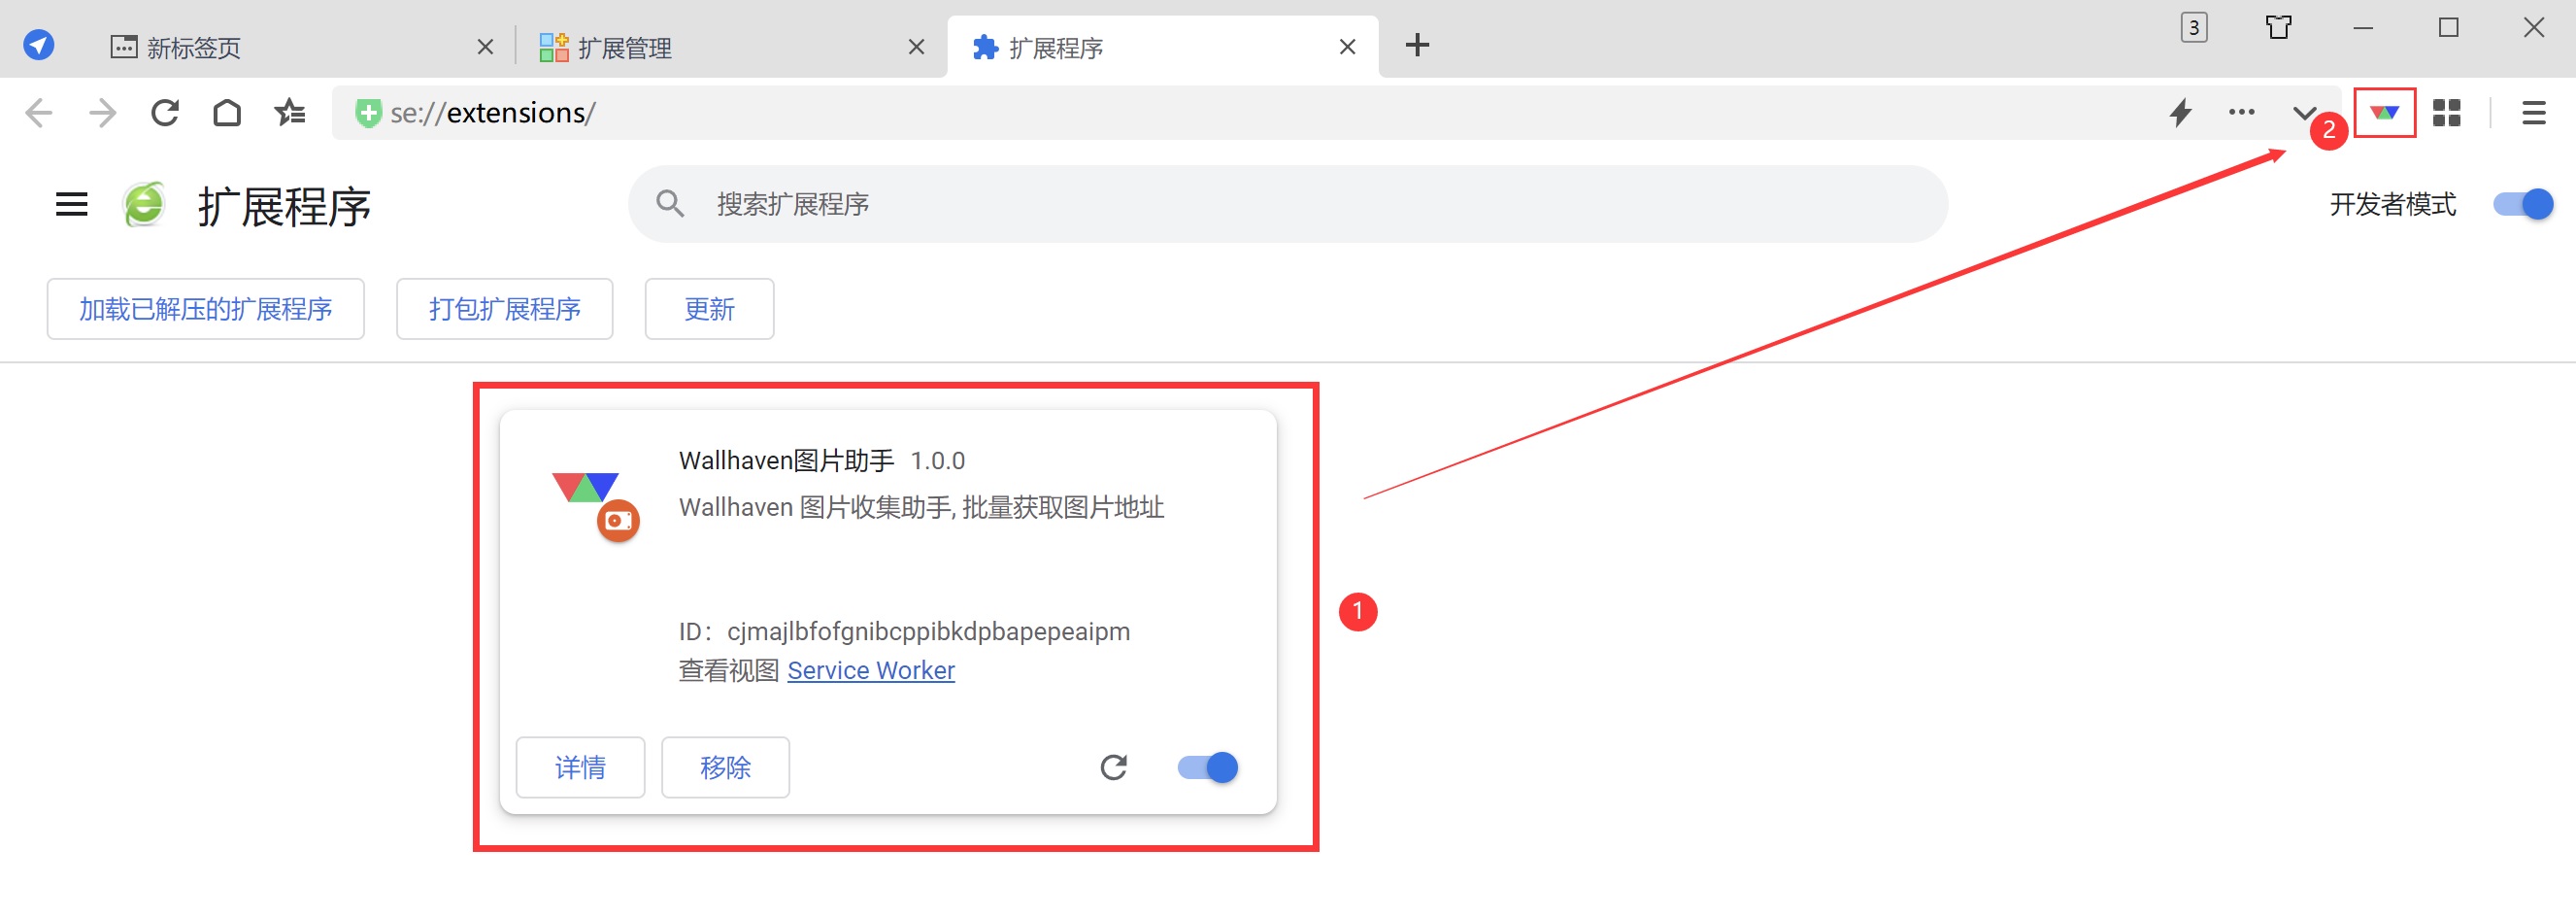 新标签页
扩展管理
扩展程序
3
se://extensions/
2
扩展程序
搜索扩展程序
开发者模式
加载已解压的扩展程序
打包扩展程序
更新
Wallhaven图片助手 1.0.0
Wallhaven 图片收集助手, 批量获取图片地址
1
ID：cjmajlbfofgnibcppibkdpbapepeaipm
查看视图 Service Worker
详情
移除